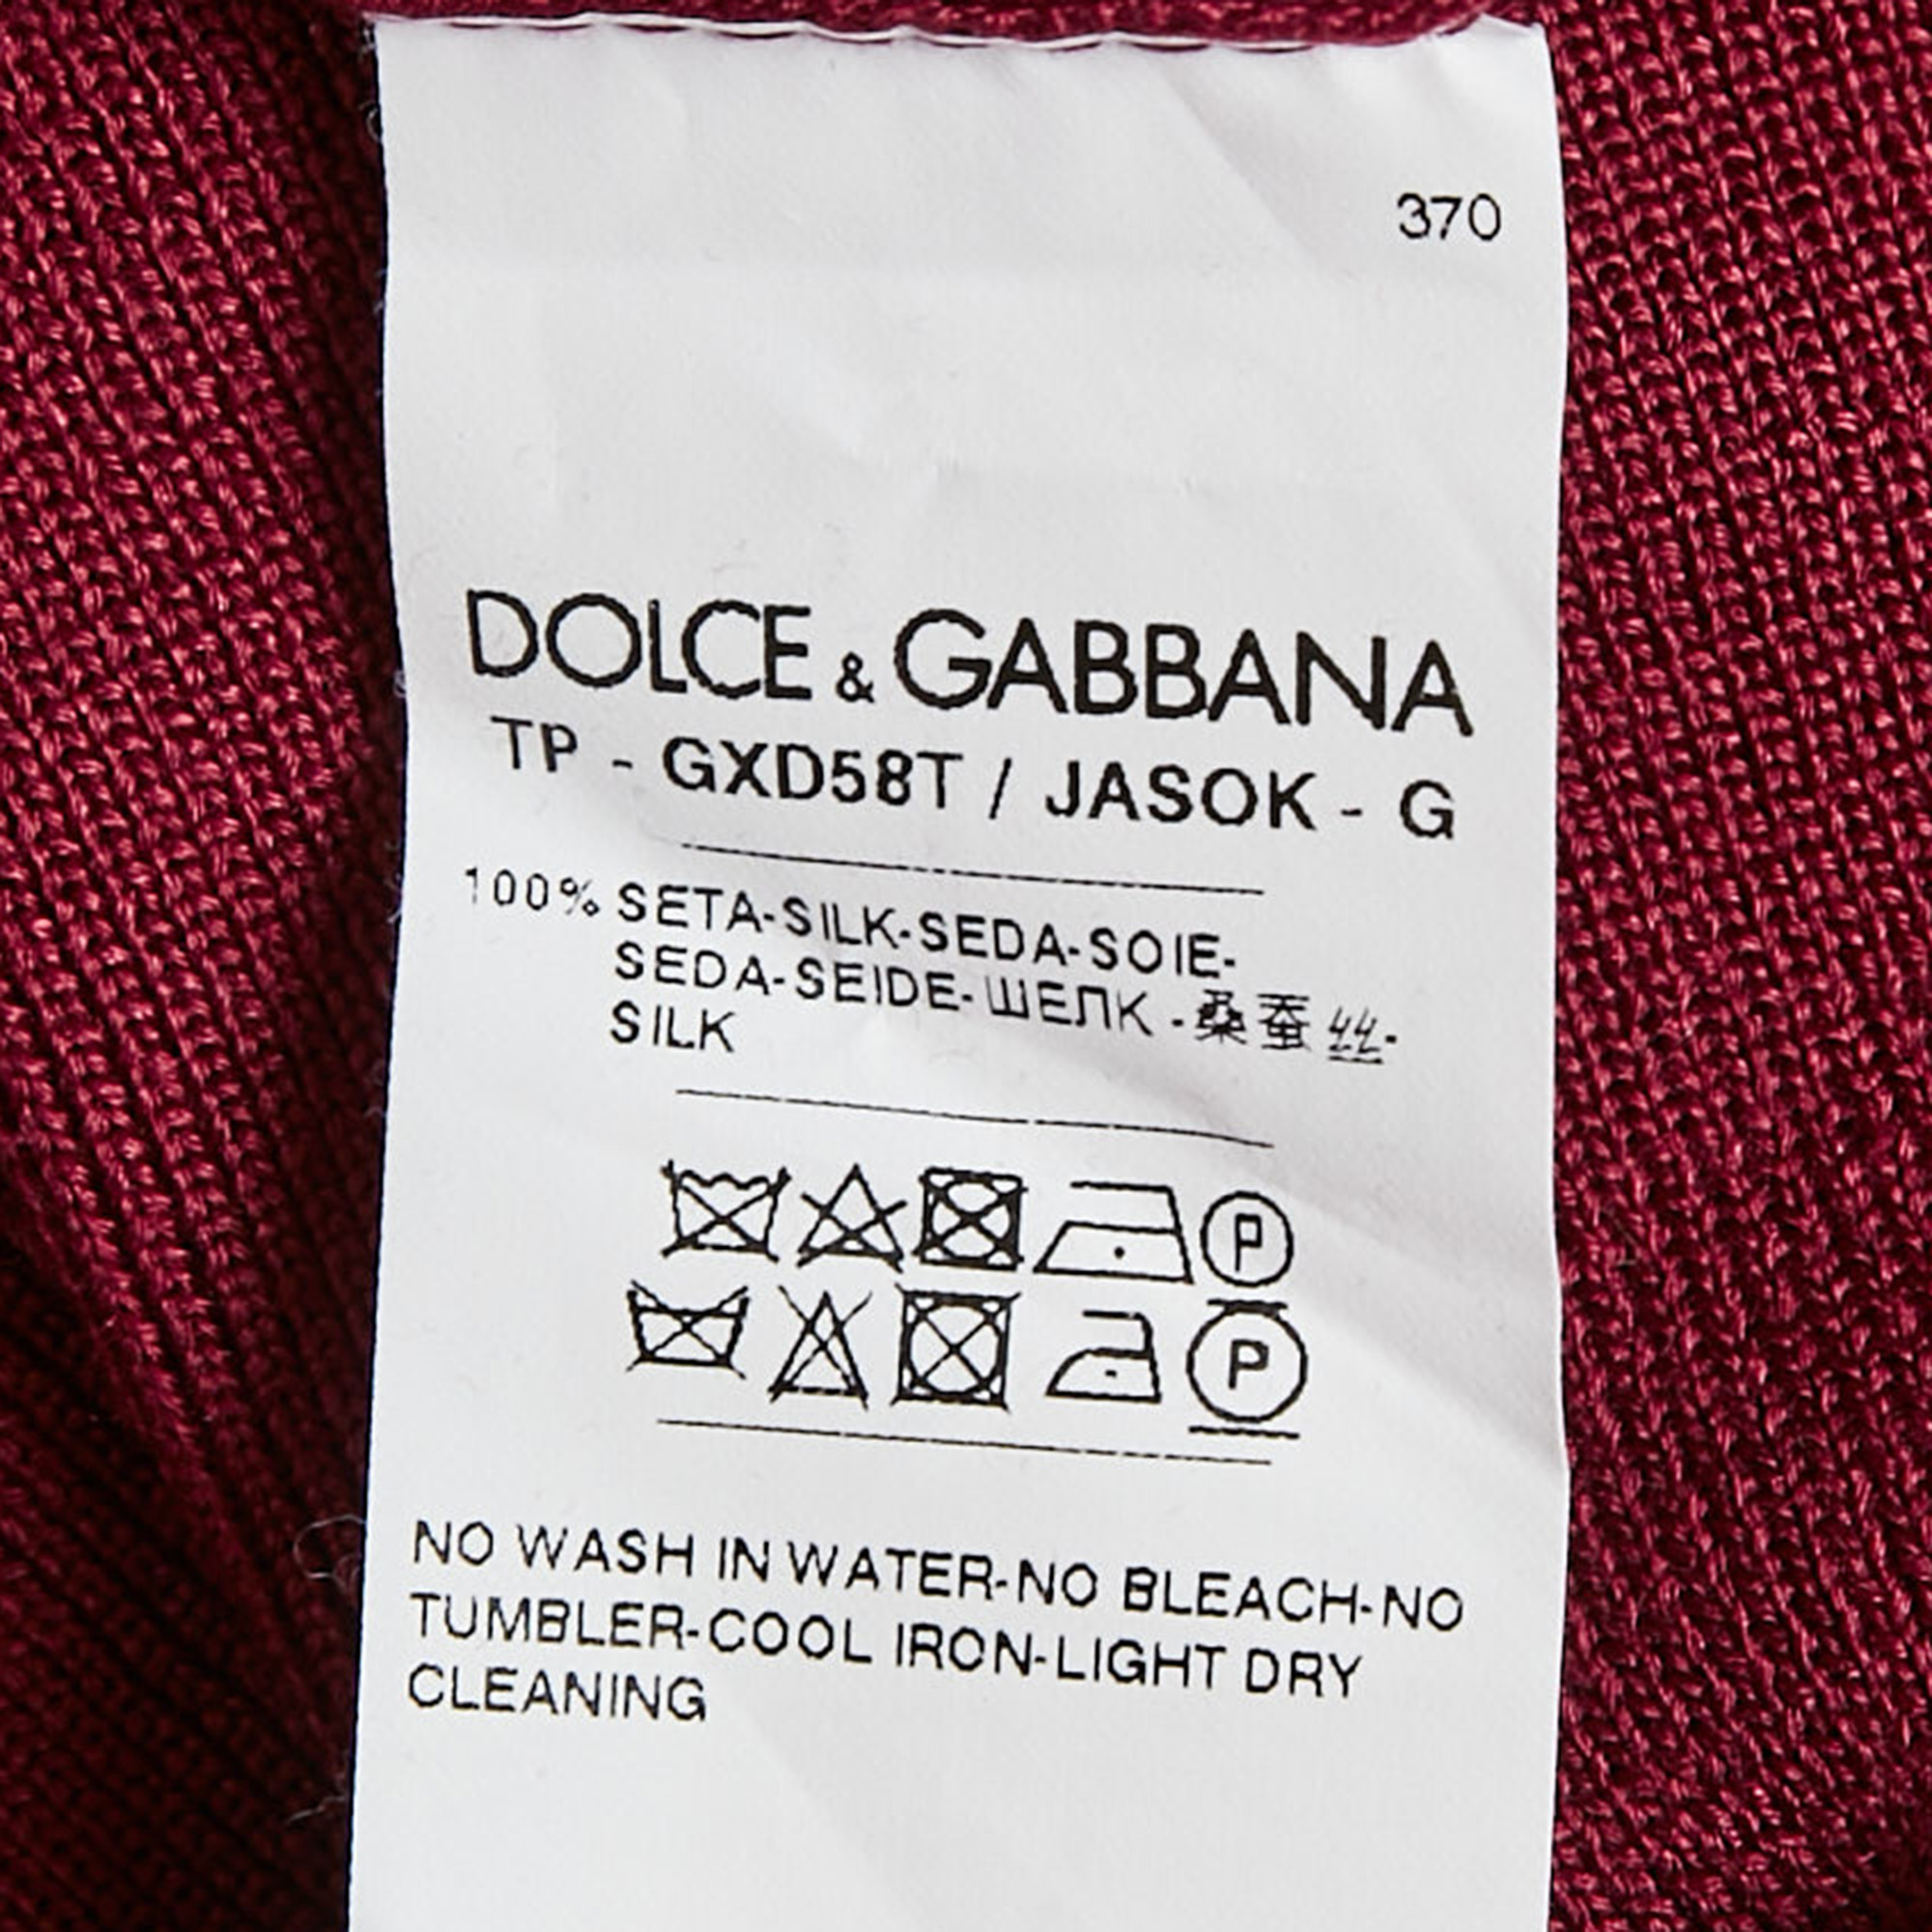 370
DOLCE & GABBANA
TP - GXD58T / JASOK - G
100% SETA-SILK-SEDA-SOIE-
SEDA-SEIDE-ШЕЛК-桑蚕丝-
SILK
P
P
NO WASH IN WATER-NO BLEACH-NO
TUMBLER-COOL IRON-LIGHT DRY
CLEANING